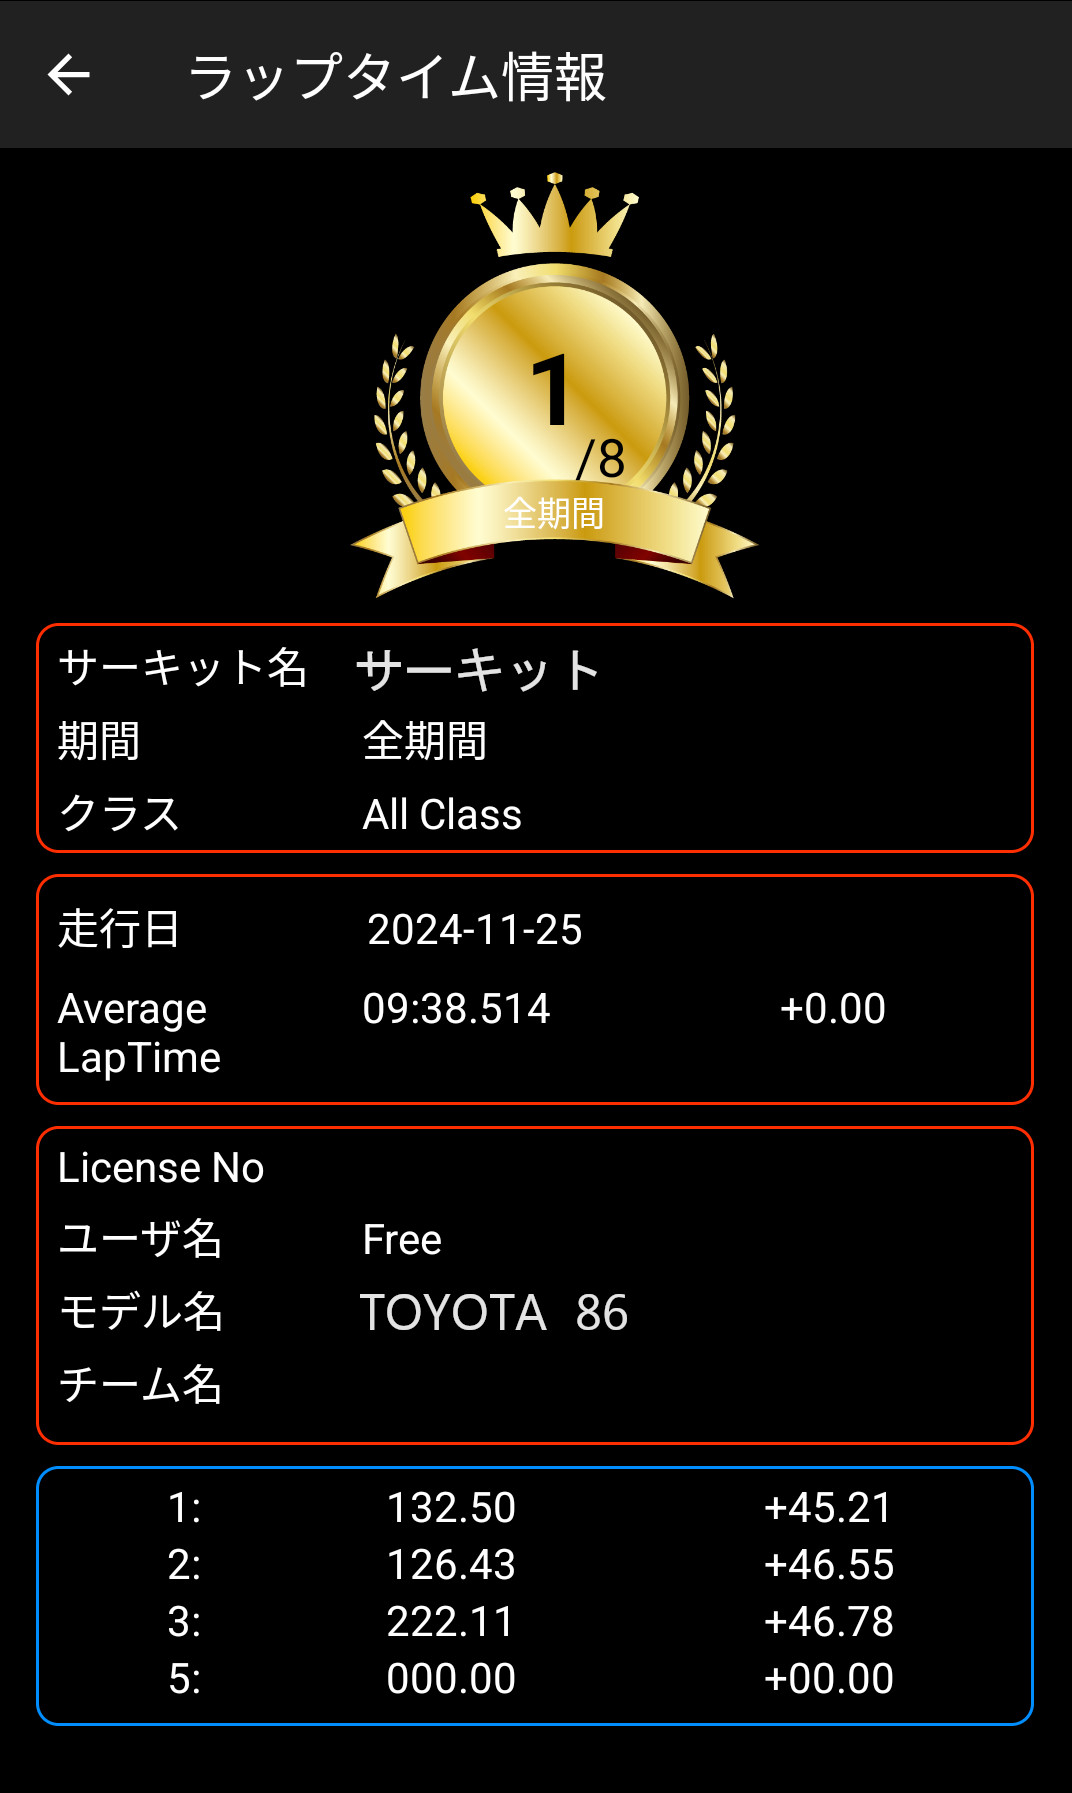 ラップタイム情報
1
/8
全期間
サーキット名 サーキット
期間 全期間
クラス All Class
走行日 2024-11-25
Average 09:38.514 +0.00
LapTime
License No
ユーザ名 Free
モデル名 TOYOTA 86
チーム名
1: 132.50 +45.21
2: 126.43 +46.55
3: 222.11 +46.78
5: 000.00 +00.00